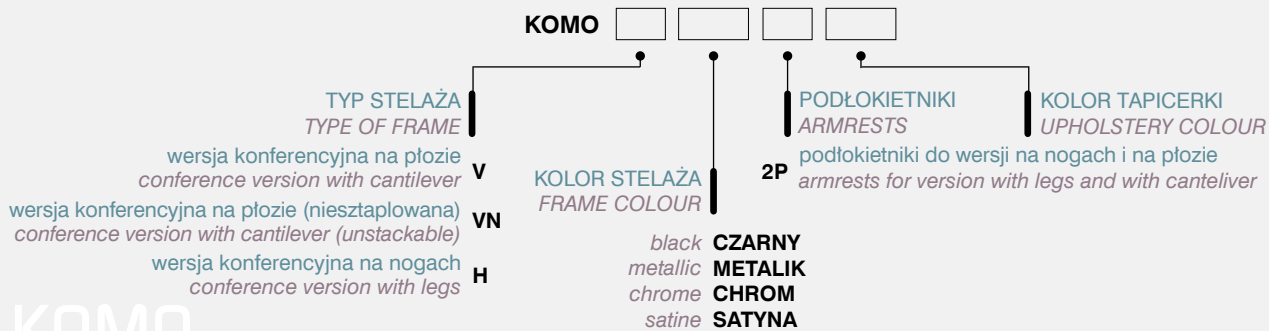 KOMO
TYP STELAŻA
TYPE OF FRAME
wersja konferencyjna na płozie
conference version with cantilever
V
wersja konferencyjna na płozie (niesztaplowana)
conference version with cantilever (unstackable)
VN
wersja konferencyjna na nogach
conference version with legs
H
KOLOR STELAŻA
FRAME COLOUR
black CZARNY
metallic METALIK
chrome CHROM
satine SATYNA
PODŁOKIETNIKI
ARMRESTS
2P
podłokietniki do wersji na nogach i na płozie
armrests for version with legs and with canteliver
KOLOR TAPICERKI
UPHOLSTERY COLOUR
KOMO